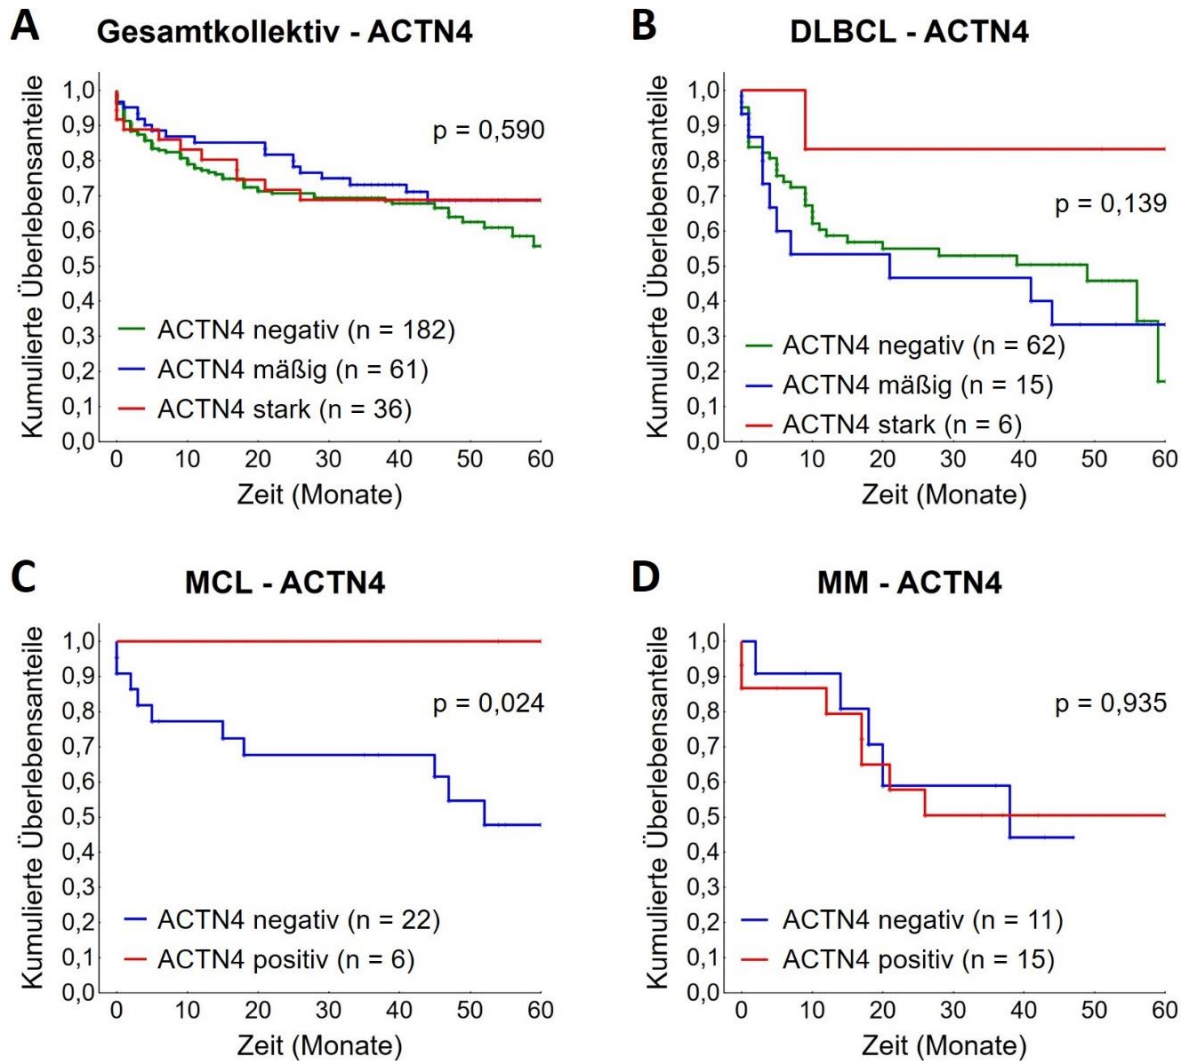 A
Gesamtkollektiv - ACTN4
Kumulierte Überlebensanteile
1,0
0,9
0,8
0,7
0,6
0,5
0,4
0,3
0,2
0,1
0,0
p = 0,590
ACTN4 negativ (n = 182)
ACTN4 mäßig (n = 61)
ACTN4 stark (n = 36)
0 10 20 30 40 50 60
Zeit (Monate)
B
DLBCL - ACTN4
Kumulierte Überlebensanteile
1,0
0,9
0,8
0,7
0,6
0,5
0,4
0,3
0,2
0,1
0,0
p = 0,139
ACTN4 negativ (n = 62)
ACTN4 mäßig (n = 15)
ACTN4 stark (n = 6)
0 10 20 30 40 50 60
Zeit (Monate)
C
MCL - ACTN4
Kumulierte Überlebensanteile
1,0
0,9
0,8
0,7
0,6
0,5
0,4
0,3
0,2
0,1
0,0
p = 0,024
ACTN4 negativ (n = 22)
ACTN4 positiv (n = 6)
0 10 20 30 40 50 60
Zeit (Monate)
D
MM - ACTN4
Kumulierte Überlebensanteile
1,0
0,9
0,8
0,7
0,6
0,5
0,4
0,3
0,2
0,1
0,0
p = 0,935
ACTN4 negativ (n = 11)
ACTN4 positiv (n = 15)
0 10 20 30 40 50 60
Zeit (Monate)